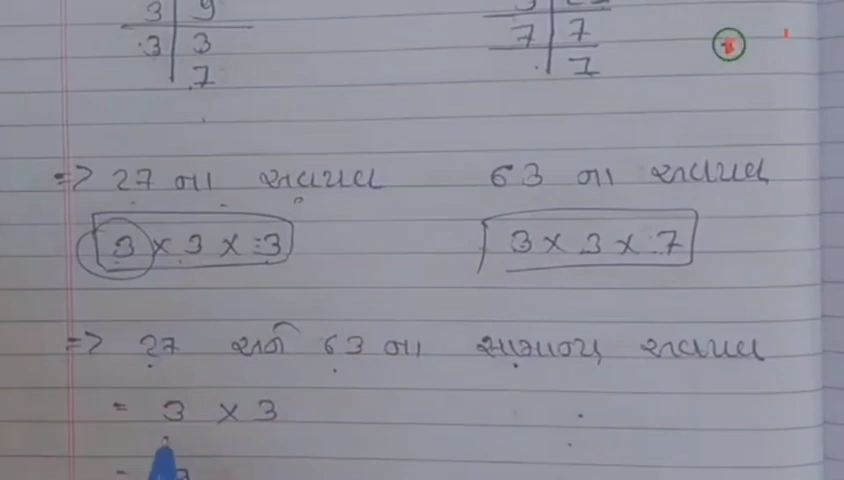 3 | 9
3 | 3
7
7 | 7
7
=> 27 ના અવયવ
63 ના અવયવ
3 x 3 x 3
3 x 3 x 7
=> 27 અને 63 ના સામાન્ય અવયવ
= 3 x 3
=